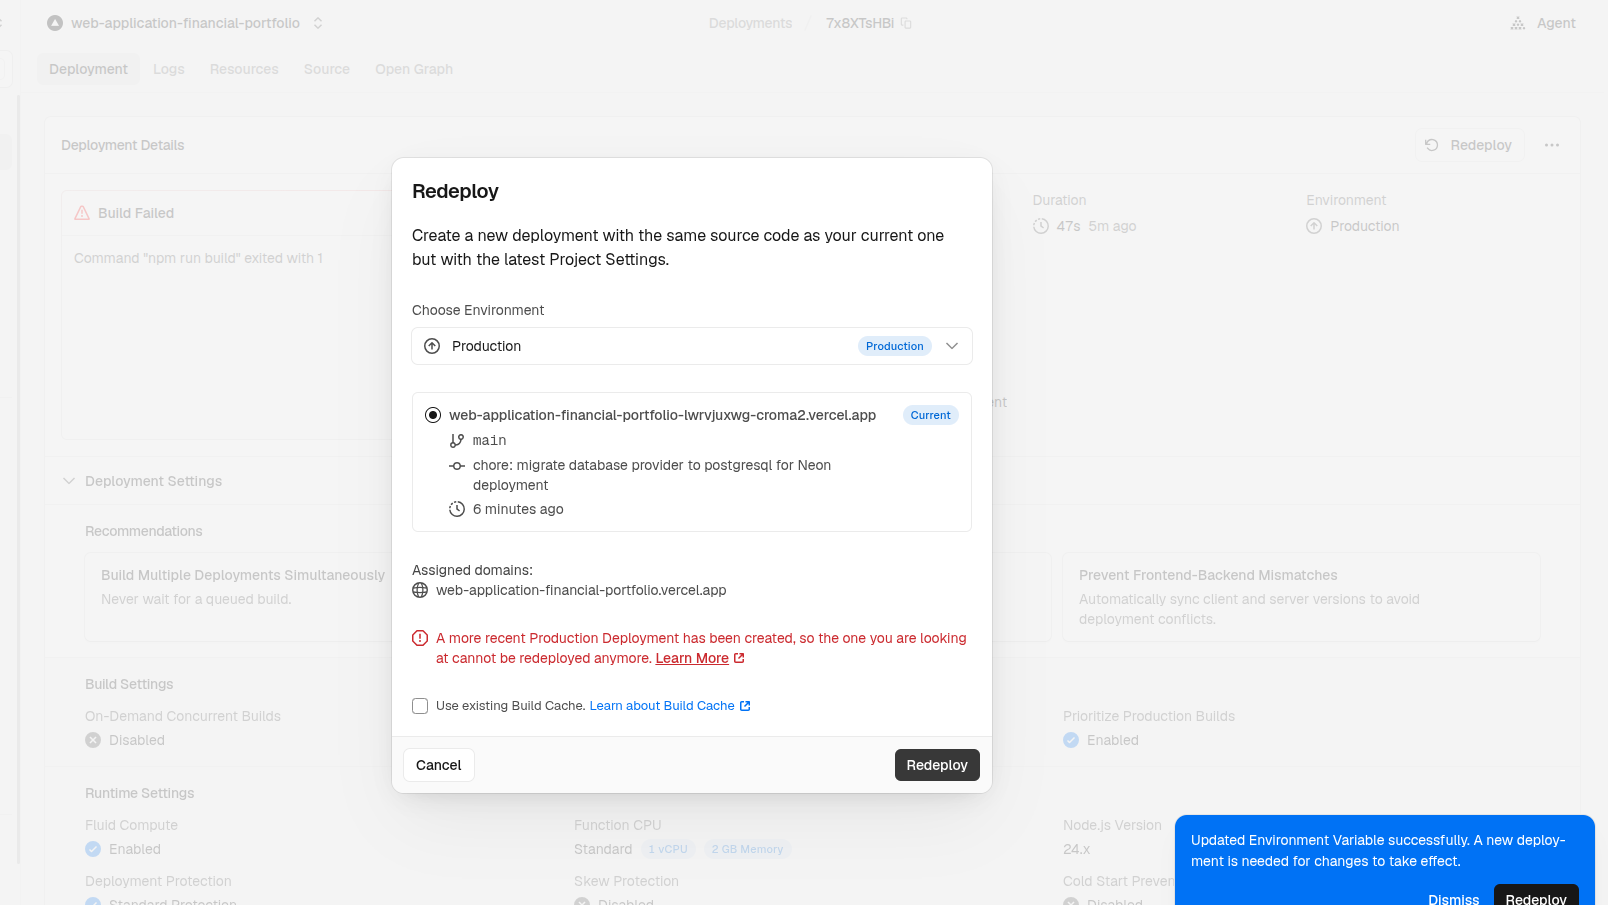 web-application-financial-portfolio
Deployments / 7x8XTsHBi
Agent
Deployment Logs Resources Source Open Graph
Deployment Details
Redeploy
Build Failed
Command "npm run build" exited with 1
Duration
47s 5m ago
Environment
Production
Redeploy
Create a new deployment with the same source code as your current one
but with the latest Project Settings.
Choose Environment
Production Production
web-application-financial-portfolio-lwrvjuxwg-croma2.vercel.app Current
main
chore: migrate database provider to postgresql for Neon
deployment
6 minutes ago
Assigned domains:
web-application-financial-portfolio.vercel.app
A more recent Production Deployment has been created, so the one you are looking
at cannot be redeployed anymore. Learn More
Use existing Build Cache. Learn about Build Cache
Cancel Redeploy
Deployment Settings
Recommendations
Build Multiple Deployments Simultaneously
Never wait for a queued build.
Prevent Frontend-Backend Mismatches
Automatically sync client and server versions to avoid
deployment conflicts.
Build Settings
On-Demand Concurrent Builds
Disabled
Prioritize Production Builds
Enabled
Runtime Settings
Fluid Compute
Enabled
Function CPU
Standard 1 vCPU 2 GB Memory
Node.js Version
24.x
Deployment Protection
Standard Protection
Skew Protection
Disabled
Cold Start
Disabled
Updated Environment Variable successfully. A new deploy-
ment is needed for changes to take effect.
Dismiss Redeploy